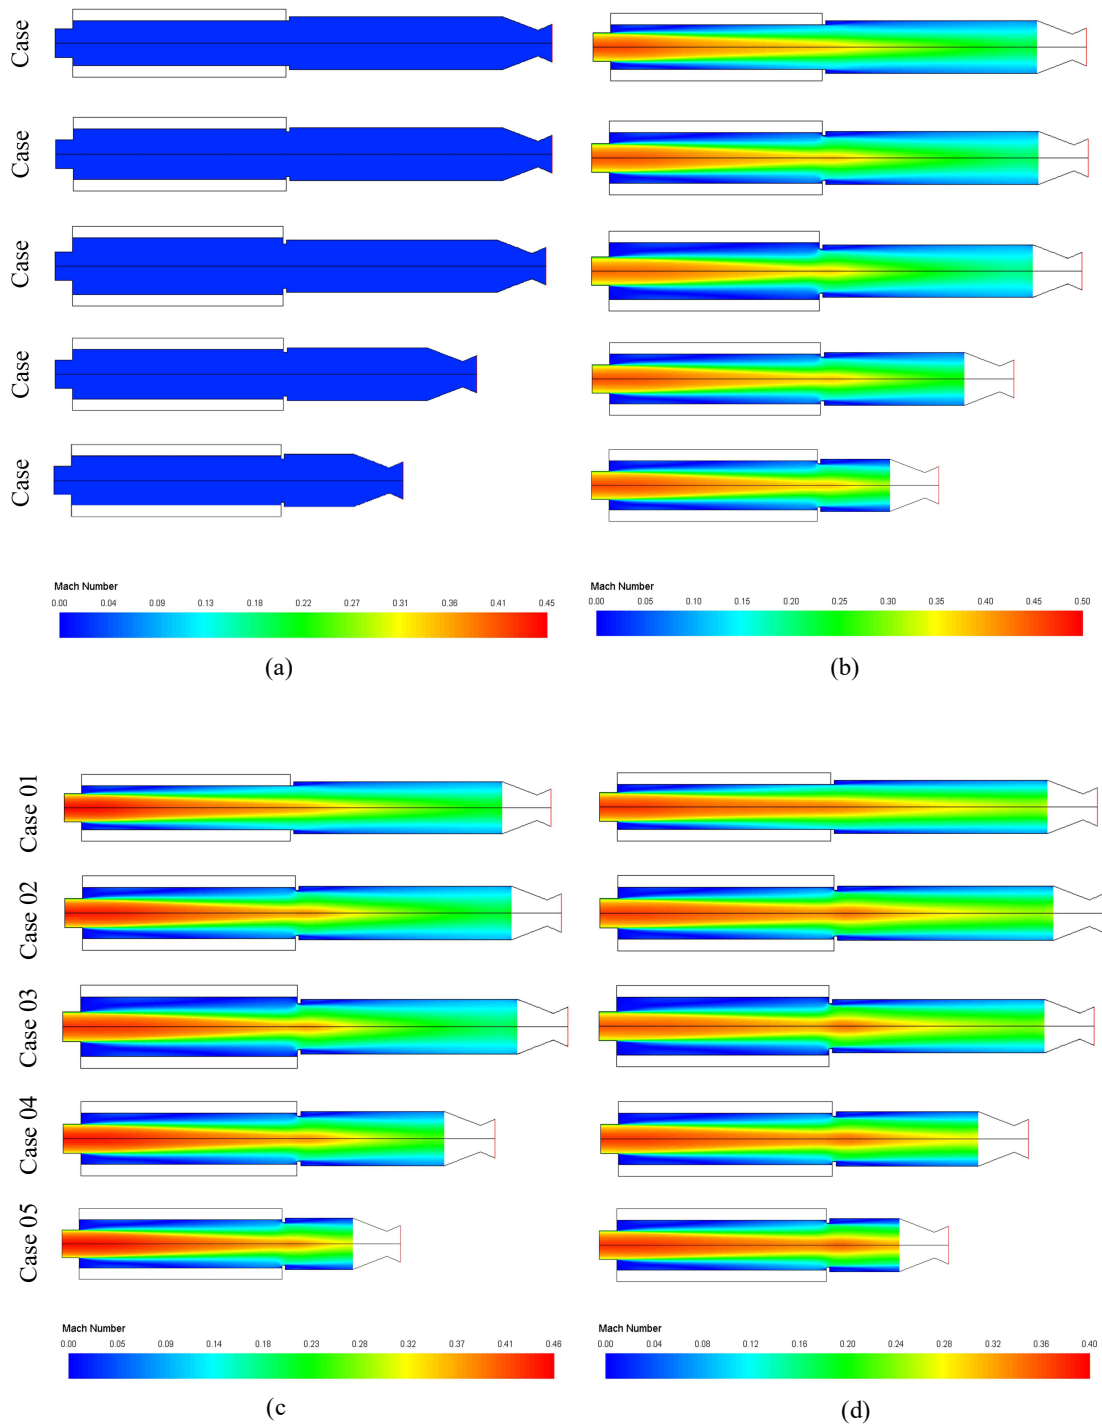 Case
Case
Case
Case
Case
Mach Number
0.00 0.04 0.09 0.13 0.18 0.22 0.27 0.31 0.36 0.41 0.45
(a)
Mach Number
0.00 0.05 0.10 0.15 0.20 0.25 0.30 0.35 0.40 0.45 0.50
(b)
Case 01
Case 02
Case 03
Case 04
Case 05
Mach Number
0.00 0.05 0.09 0.14 0.18 0.23 0.28 0.32 0.37 0.41 0.46
(c
Mach Number
0.00 0.04 0.08 0.12 0.16 0.20 0.24 0.28 0.32 0.36 0.40
(d)